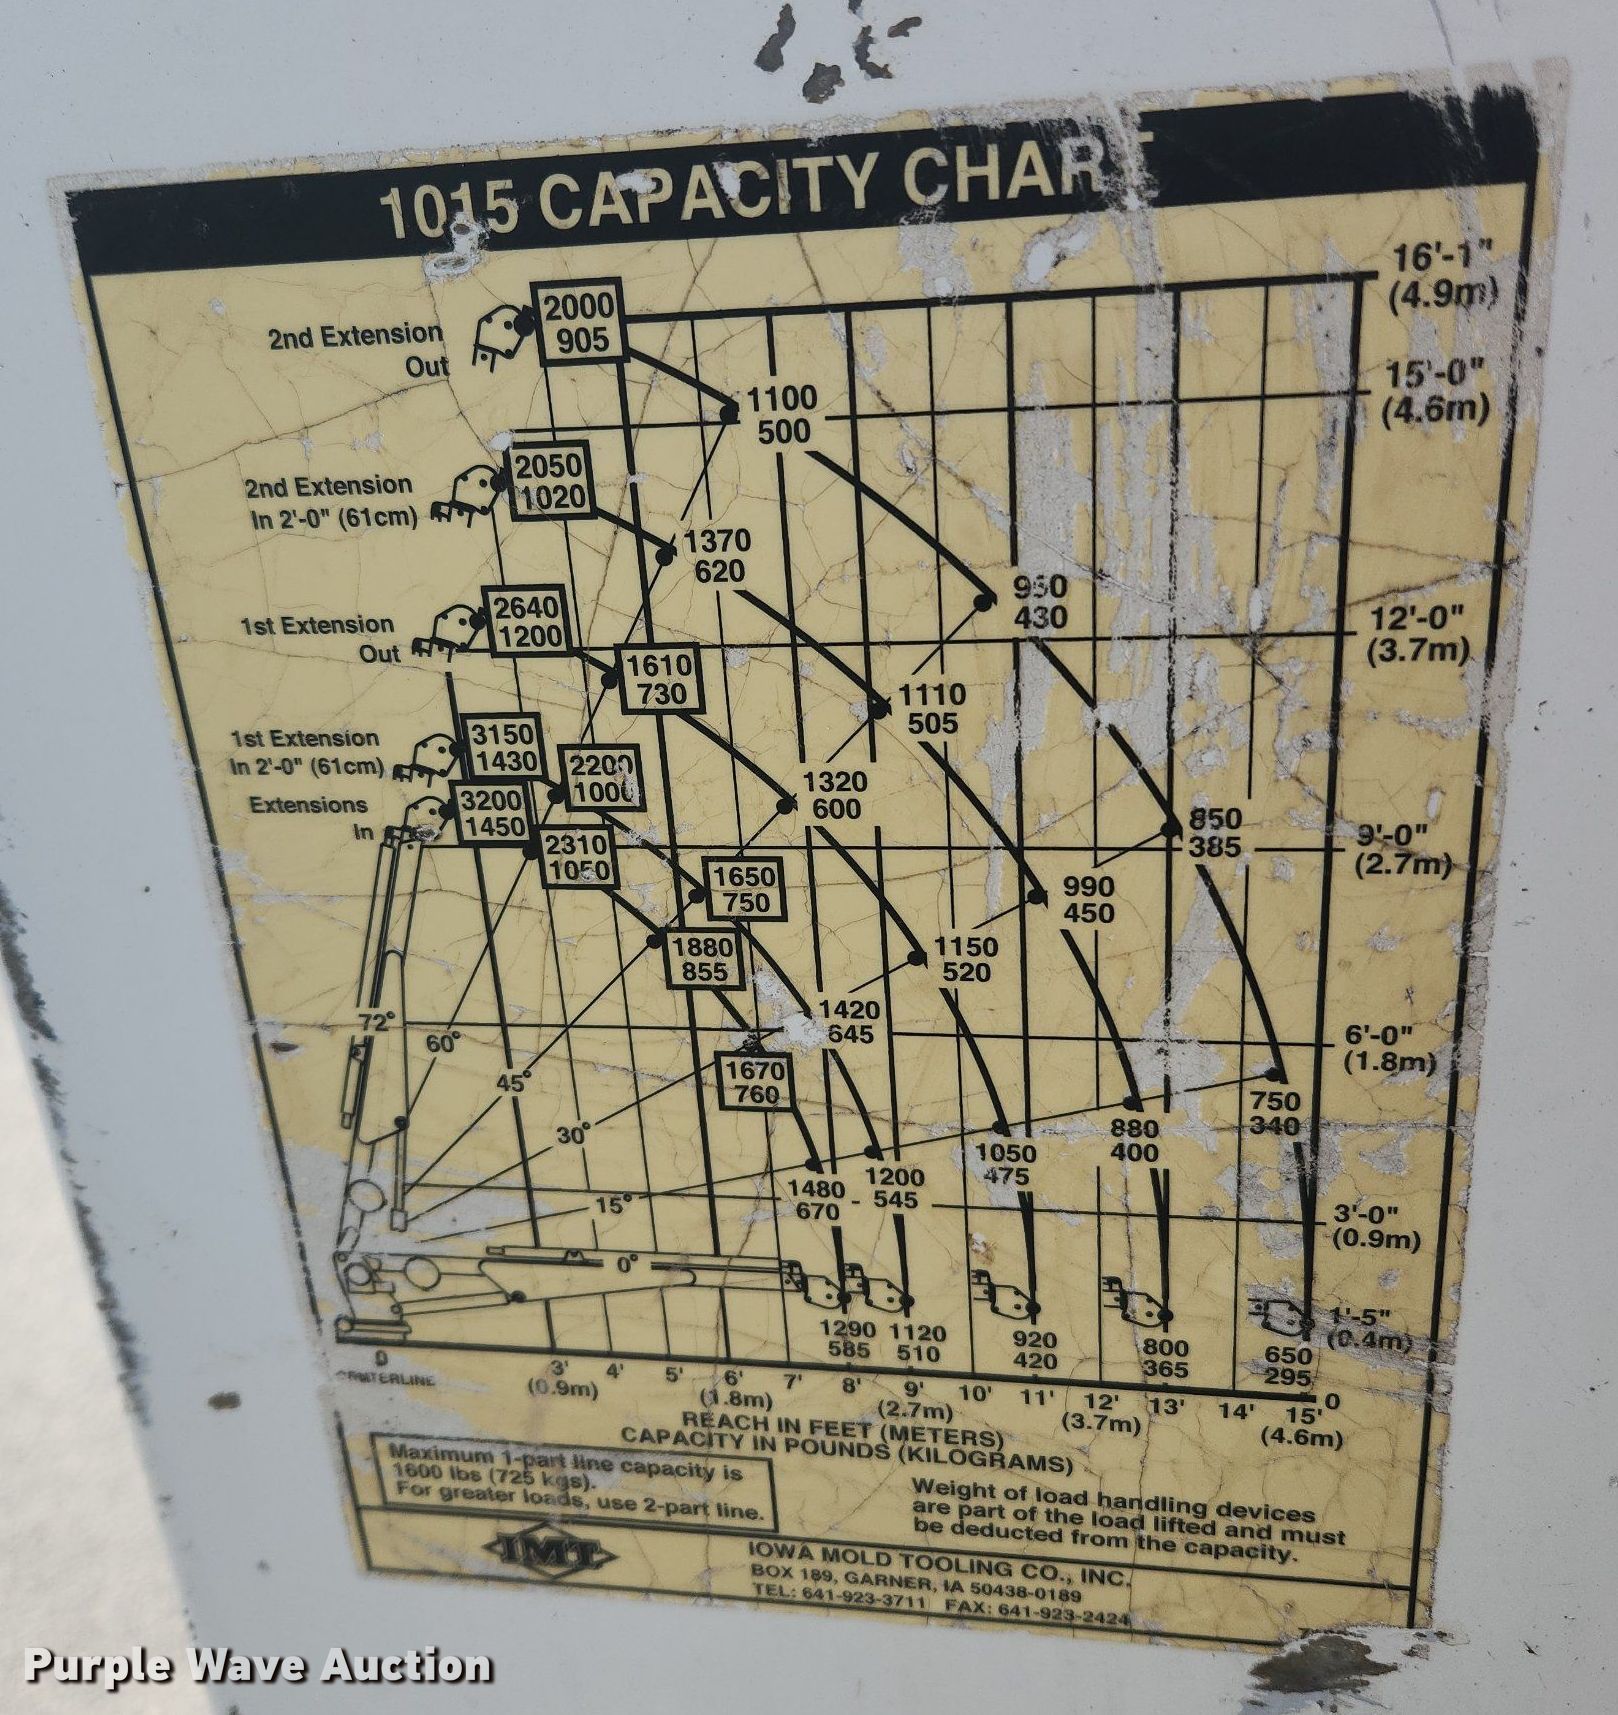 1015 CAPACITY CHART
16'-1"
(4.9m)
2nd Extension
Out
2000
905
15'-0"
(4.6m)
1100
500
2nd Extension
In 2'-0" (61cm)
2050
1020
1370
620
950
430
12'-0"
(3.7m)
1st Extension
Out
2640
1200
1610
730
1110
505
1st Extension
In 2'-0" (61cm)
3150
1430
2200
1000
1320
600
850
385
9'-0"
(2.7m)
Extensions
In
3200
1450
2310
1050
1650
750
990
450
1880
855
1150
520
1420
645
6'-0"
(1.8m)
72°
60°
45°
30°
15°
0°
1670
760
750
340
880
400
1050
475
1200
545
1480
670
3'-0"
(0.9m)
1'-5"
(0.4m)
1290
585
1120
510
920
420
800
365
650
295
0
0
CENTERLINE
3'
(0.9m)
4'
5'
6'
(1.8m)
7'
8'
9'
(2.7m)
10'
11'
12'
(3.7m)
13'
14'
15'
(4.6m)
REACH IN FEET (METERS)
CAPACITY IN POUNDS (KILOGRAMS)
Maximum 1-part line capacity is
1600 lbs (725 kgs).
For greater loads, use 2-part line.
Weight of load handling devices
are part of the load lifted and must
be deducted from the capacity.
IMT
IOWA MOLD TOOLING CO., INC.
BOX 189, GARNER, IA 50438-0189
TEL: 641-923-3711 FAX: 641-923-2424
Purple Wave Auction